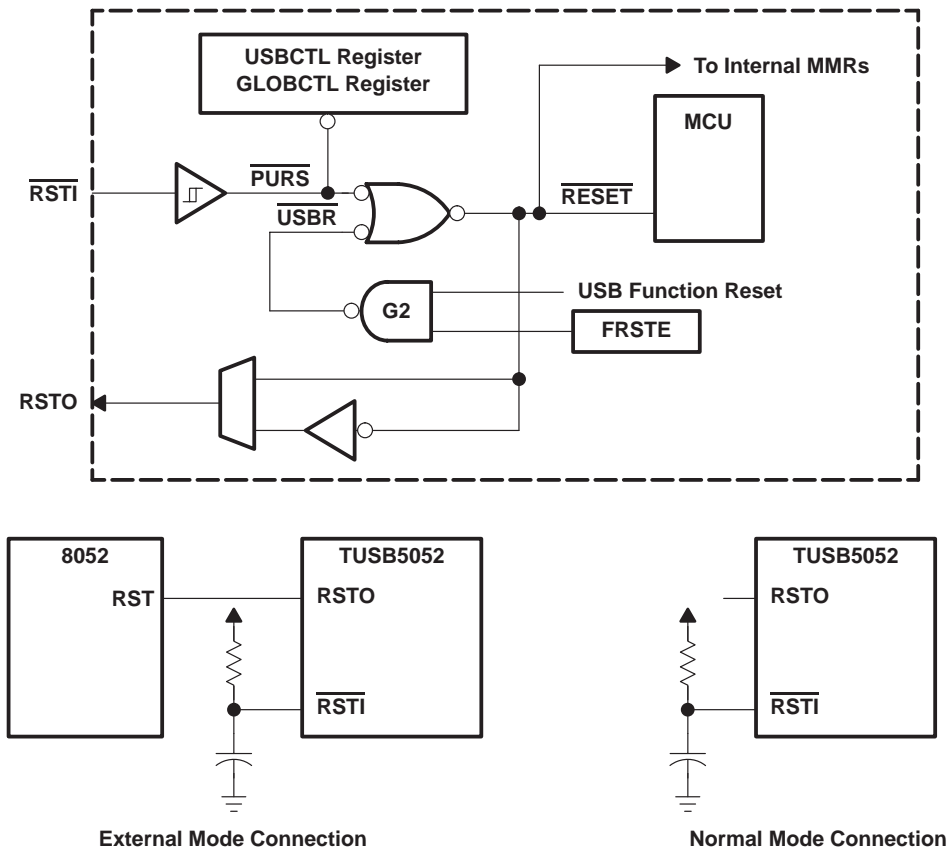 USBCTL Register
GLOBCTL Register
To Internal MMRs
MCU
RSTI
PURS
RESET
USBR
USB Function Reset
G2
FRSTE
RSTO
8052
TUSB5052
TUSB5052
RST
RSTO
RSTO
RSTI
RSTI
External Mode Connection
Normal Mode Connection